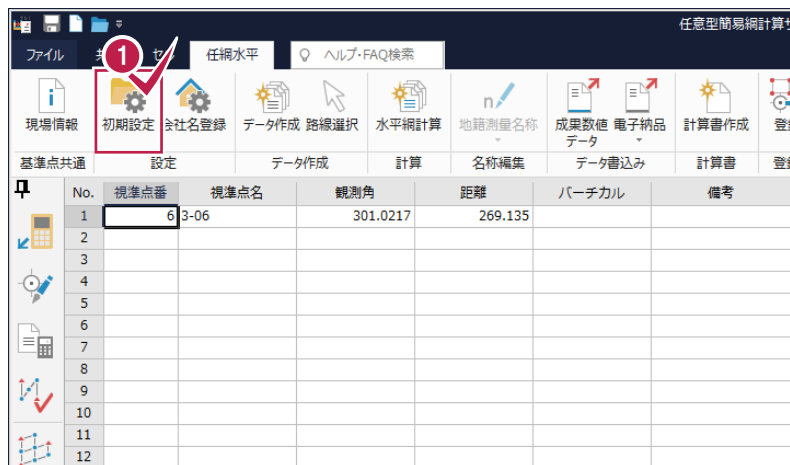 任意型簡易網計算サ
ファイル 任網水平 ヘルプ・FAQ検索
1
現場情報 初期設定 会社名登録 データ作成 路線選択 水平網計算 地籍測量名称 成果数値データ 電子納品 計算書作成 登
基準点共通 設定 データ作成 計算 名称編集 データ書込み 計算書 登
No. 視準点番 視準点名 観測角 距離 バーチカル 備考
1 6 3-06 301.0217 269.135
2
3
4
5
6
7
8
9
10
11
12